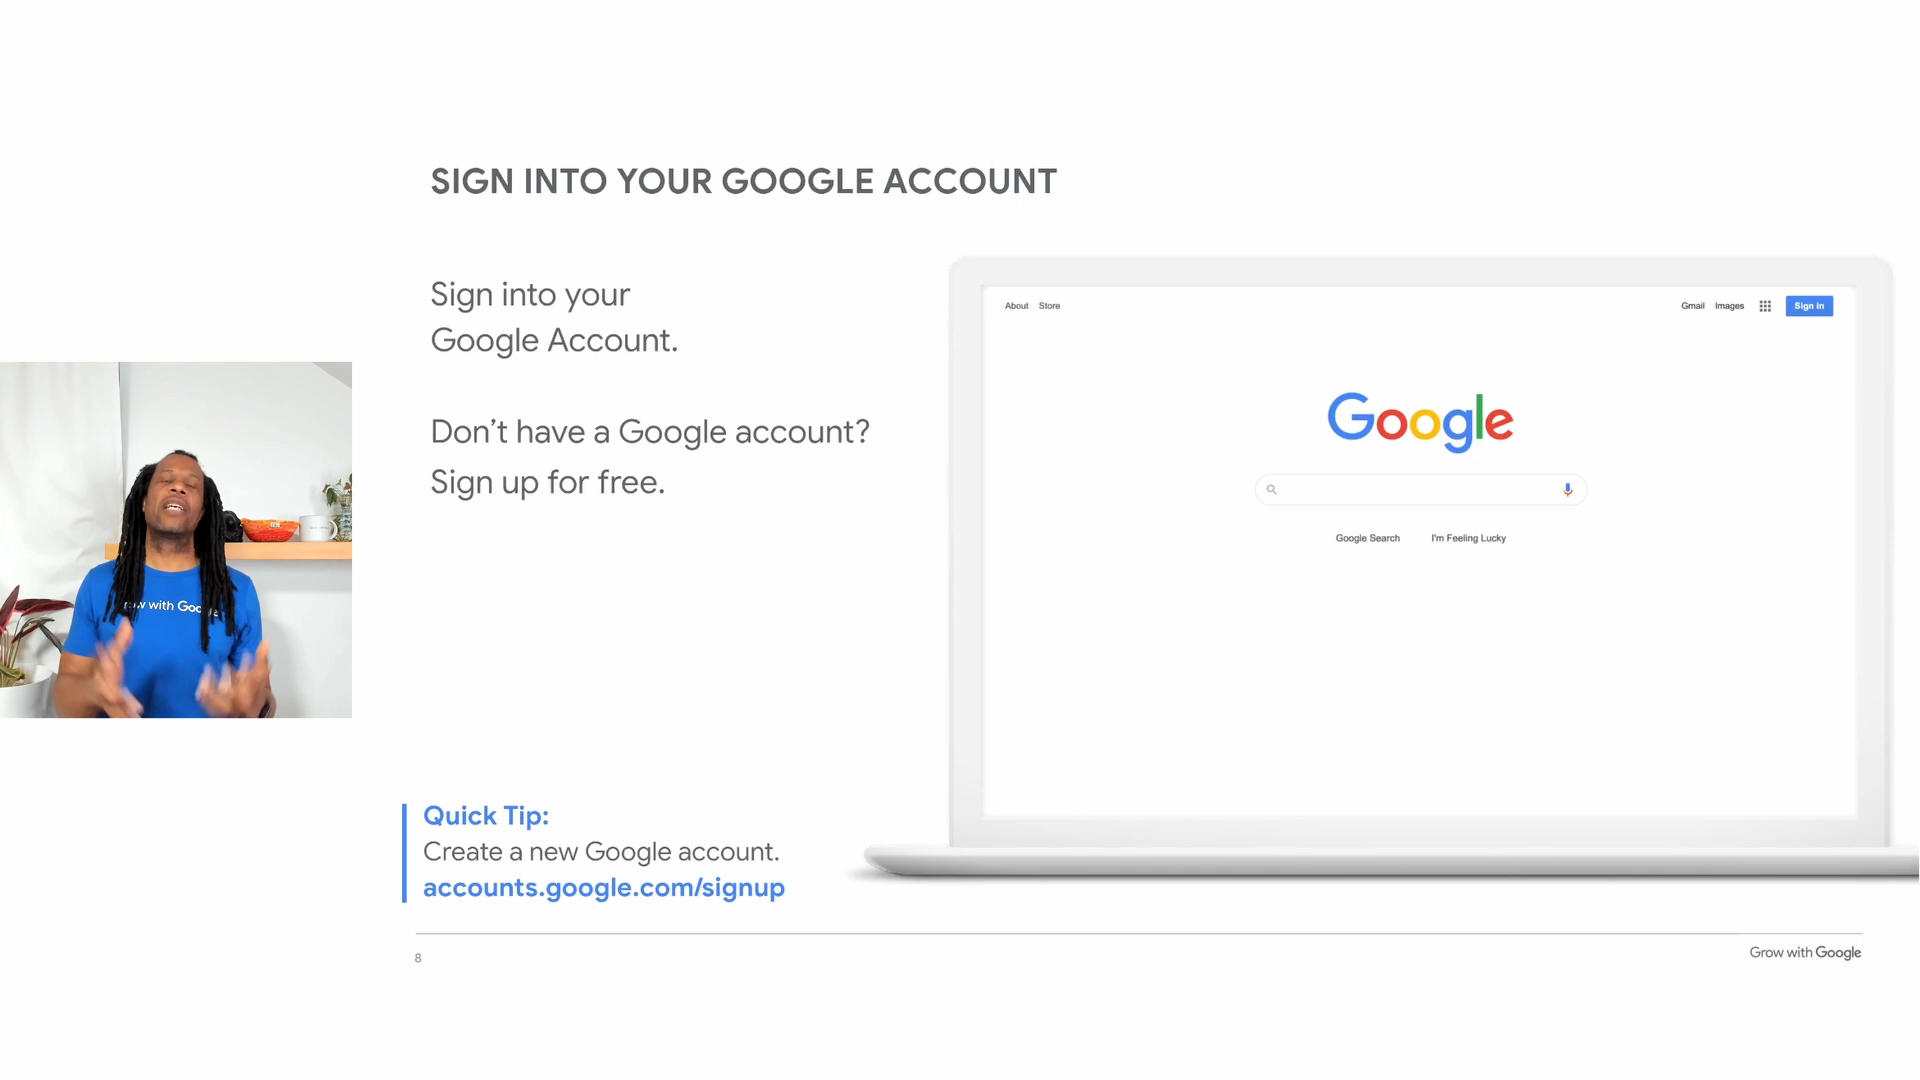 SIGN INTO YOUR GOOGLE ACCOUNT
Sign into your
Google Account.
Don’t have a Google account?
Sign up for free.
About Store
Gmail Images Sign in
Google
Google Search I'm Feeling Lucky
with
Quick Tip:
Create a new Google account.
accounts.google.com/signup
8
Grow with Google